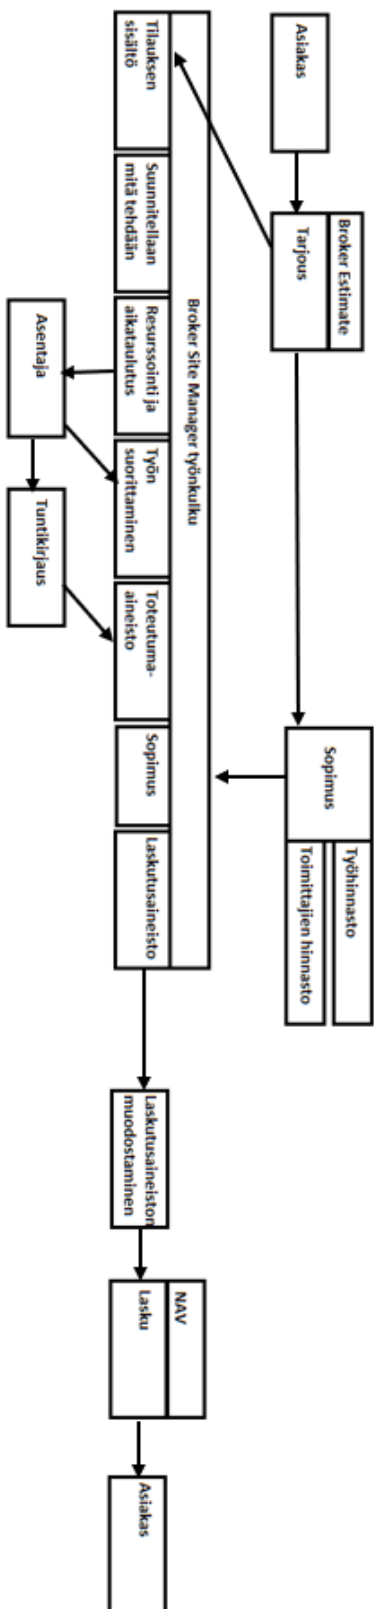 Asiakas
Broker Estimate
Tarjous
Sopimus
Työhinnasto
Toimittajien hinnasto
Broker Site Manager työnkulku
Tilauksen
sisältö
Suunnitellaan
mitä tehdään
Resurssointi ja
aikataulutus
Työn
suorittaminen
Toteutuma-
aineisto
Sopimus
Laskutusaineisto
Asentaja
Tuntikirjaus
Laskutusaineiston
muodostaminen
NAV
Lasku
Asiakas